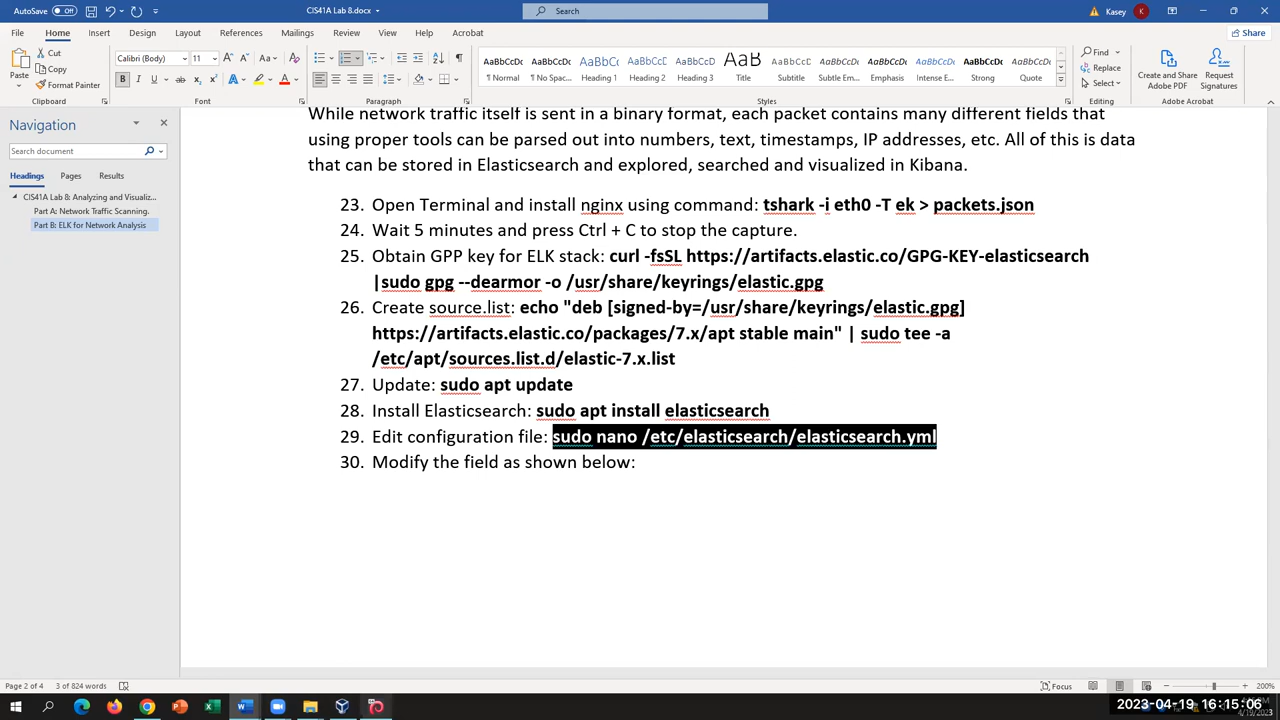 AutoSave Off CIS41A Lab 8.docx Search Kasey
File Home Insert Design Layout References Mailings Review View Help Acrobat Share
Paste Cut Copy Format Painter Clipboard
Calibri (Body) 11 Font
Paragraph
AaBbCcDc AaBbCcDc AaBbCc AaBbCcC AaBbCcD AaB AaBbCcD AaBbCcDc AaBbCcDc AaBbCcDc AaBbCcDc AaBbCcDc
¶ Normal ¶ No Spac... Heading 1 Heading 2 Heading 3 Title Subtitle Subtle Em... Emphasis Intense E... Strong Quote
Styles
Find Replace Select Editing
Create and Share Adobe PDF Request Signatures Adobe Acrobat
Navigation
Search document
Headings Pages Results
CIS41A Lab 8: Analyzing and Visualiz...
Part A: Network Traffic Scanning.
Part B: ELK for Network Analysis
While network traffic itself is sent in a binary format, each packet contains many different fields that
using proper tools can be parsed out into numbers, text, timestamps, IP addresses, etc. All of this is data
that can be stored in Elasticsearch and explored, searched and visualized in Kibana.
23. Open Terminal and install nginx using command: tshark -i eth0 -T ek > packets.json
24. Wait 5 minutes and press Ctrl + C to stop the capture.
25. Obtain GPP key for ELK stack: curl -fsSL https://artifacts.elastic.co/GPG-KEY-elasticsearch
|sudo gpg --dearmor -o /usr/share/keyrings/elastic.gpg
26. Create source.list: echo "deb [signed-by=/usr/share/keyrings/elastic.gpg]
https://artifacts.elastic.co/packages/7.x/apt stable main" | sudo tee -a
/etc/apt/sources.list.d/elastic-7.x.list
27. Update: sudo apt update
28. Install Elasticsearch: sudo apt install elasticsearch
29. Edit configuration file: sudo nano /etc/elasticsearch/elasticsearch.yml
30. Modify the field as shown below:
Page 2 of 4 3 of 824 words Focus 200%
2023-04-19 16:15:06